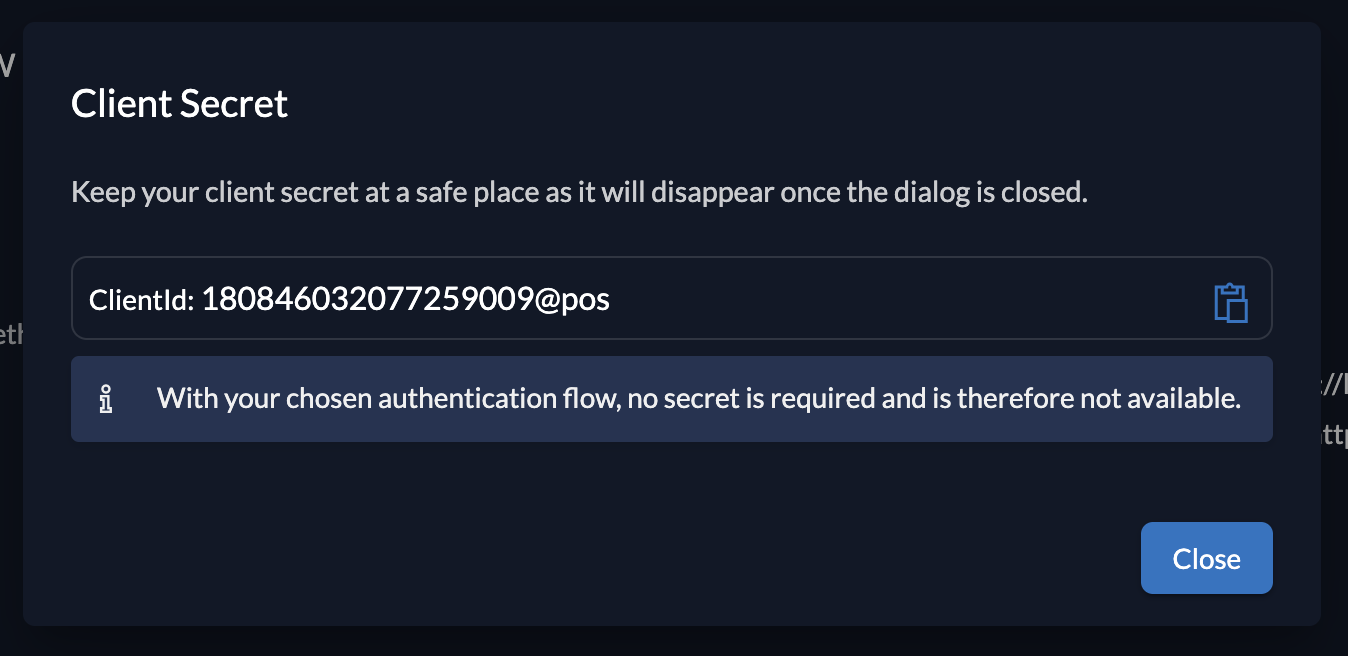 Client Secret
Keep your client secret at a safe place as it will disappear once the dialog is closed.
ClientId: 180846032077259009@pos
With your chosen authentication flow, no secret is required and is therefore not available.
Close